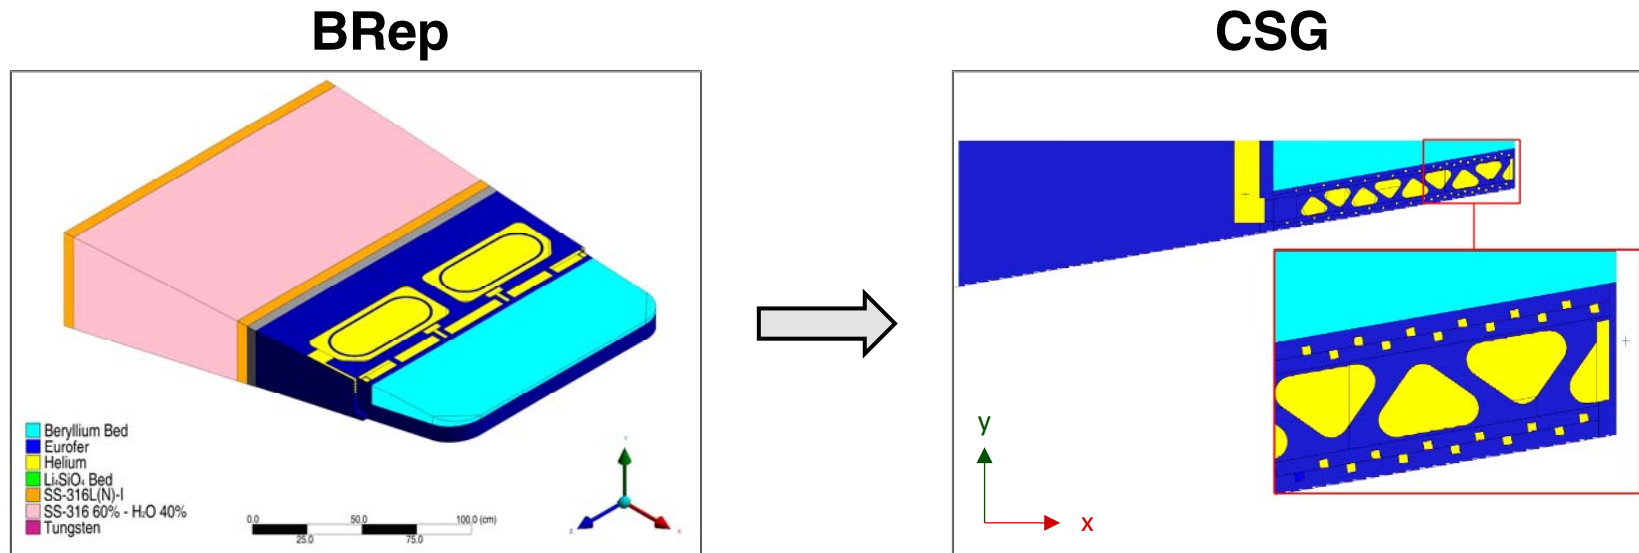 BRep
CSG
Beryllium Bed
Eurofer
Helium
Li₄SiO₄ Bed
SS-316L(N)-I
SS-316 60% - H₂O 40%
Tungsten
0.0 50.0 100.0 (cm)
25.0 75.0
y
x